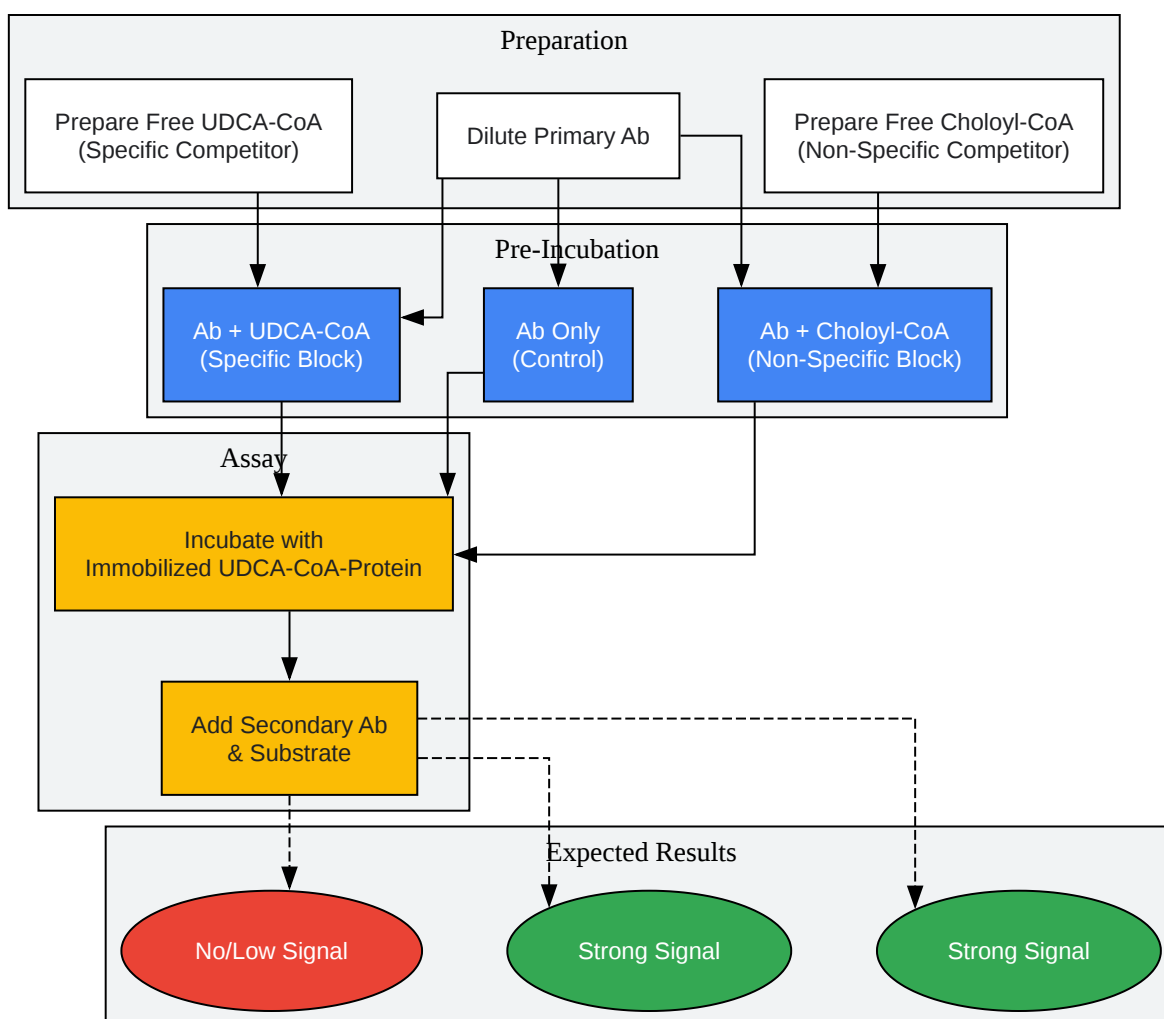 Preparation
Prepare Free UDCA-CoA
(Specific Competitor)
Dilute Primary Ab
Prepare Free Choloyl-CoA
(Non-Specific Competitor)
Pre-Incubation
Ab + UDCA-CoA
(Specific Block)
Ab Only
(Control)
Ab + Choloyl-CoA
(Non-Specific Block)
Assay
Incubate with
Immobilized UDCA-CoA-Protein
Add Secondary Ab
& Substrate
Expected Results
No/Low Signal
Strong Signal
Strong Signal